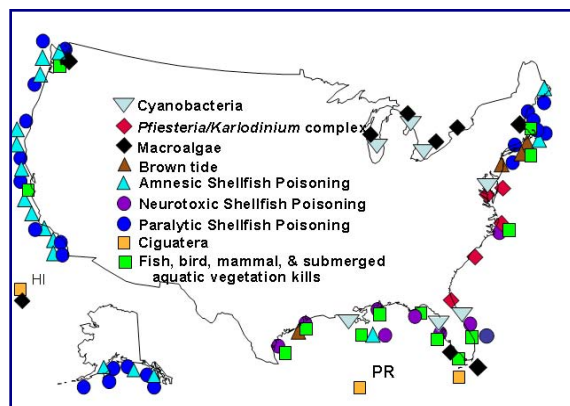 Cyanobacteria
Pfiesteria/Karlodinium complex
Macroalgae
Brown tide
Amnesic Shellfish Poisoning
Neurotoxic Shellfish Poisoning
Paralytic Shellfish Poisoning
Ciguatera
Fish, bird, mammal, & submerged
aquatic vegetation kills
HI
PR